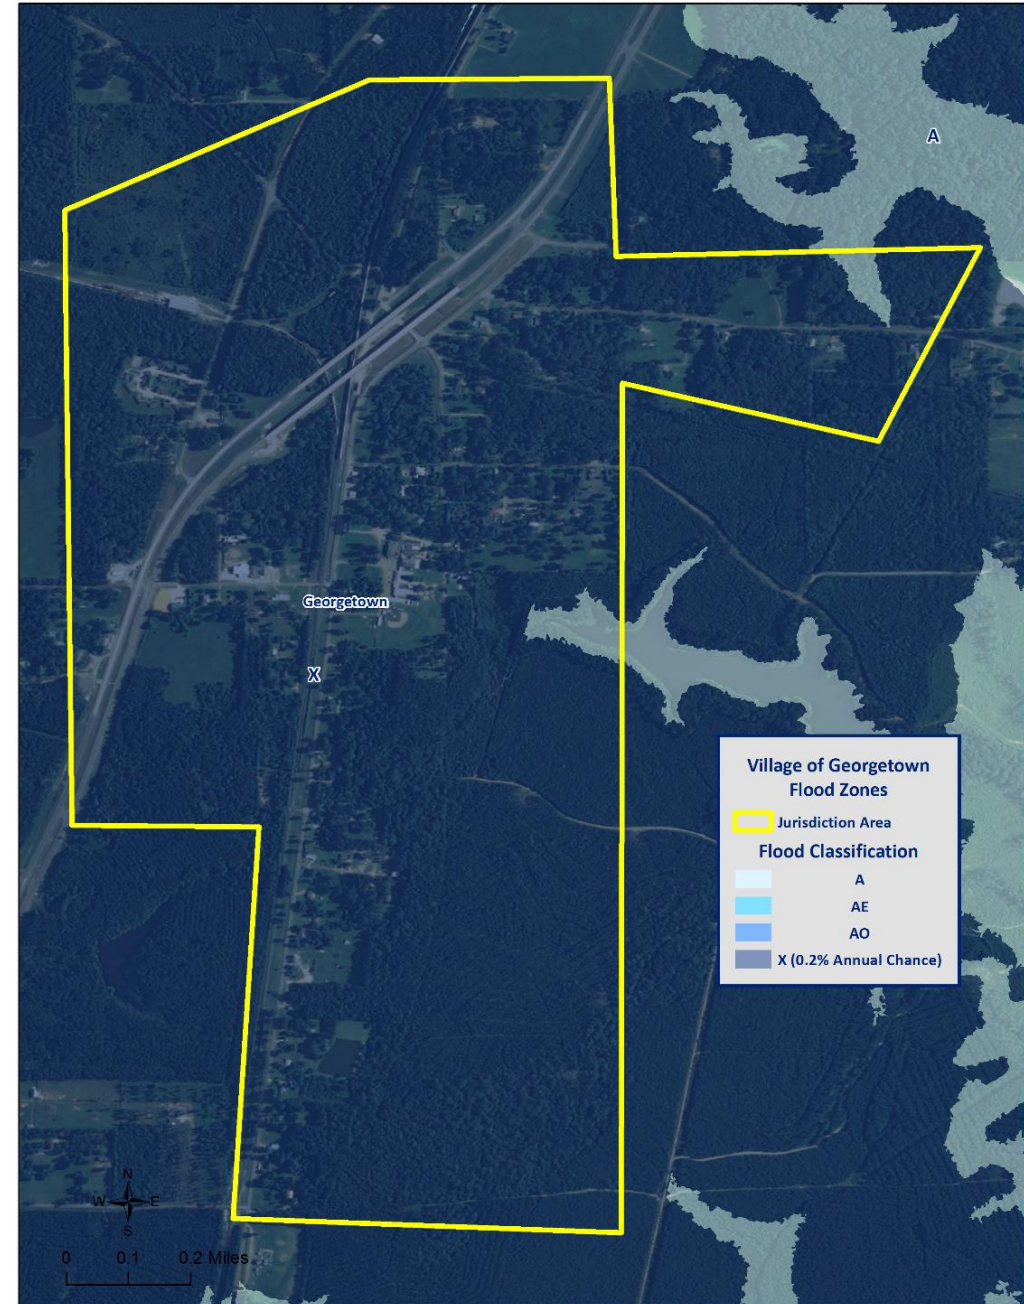 A
Georgetown
X
Village of Georgetown
Flood Zones
Jurisdiction Area
Flood Classification
A
AE
AO
X (0.2% Annual Chance)
N
W E
S
0 0.1 0.2 Miles